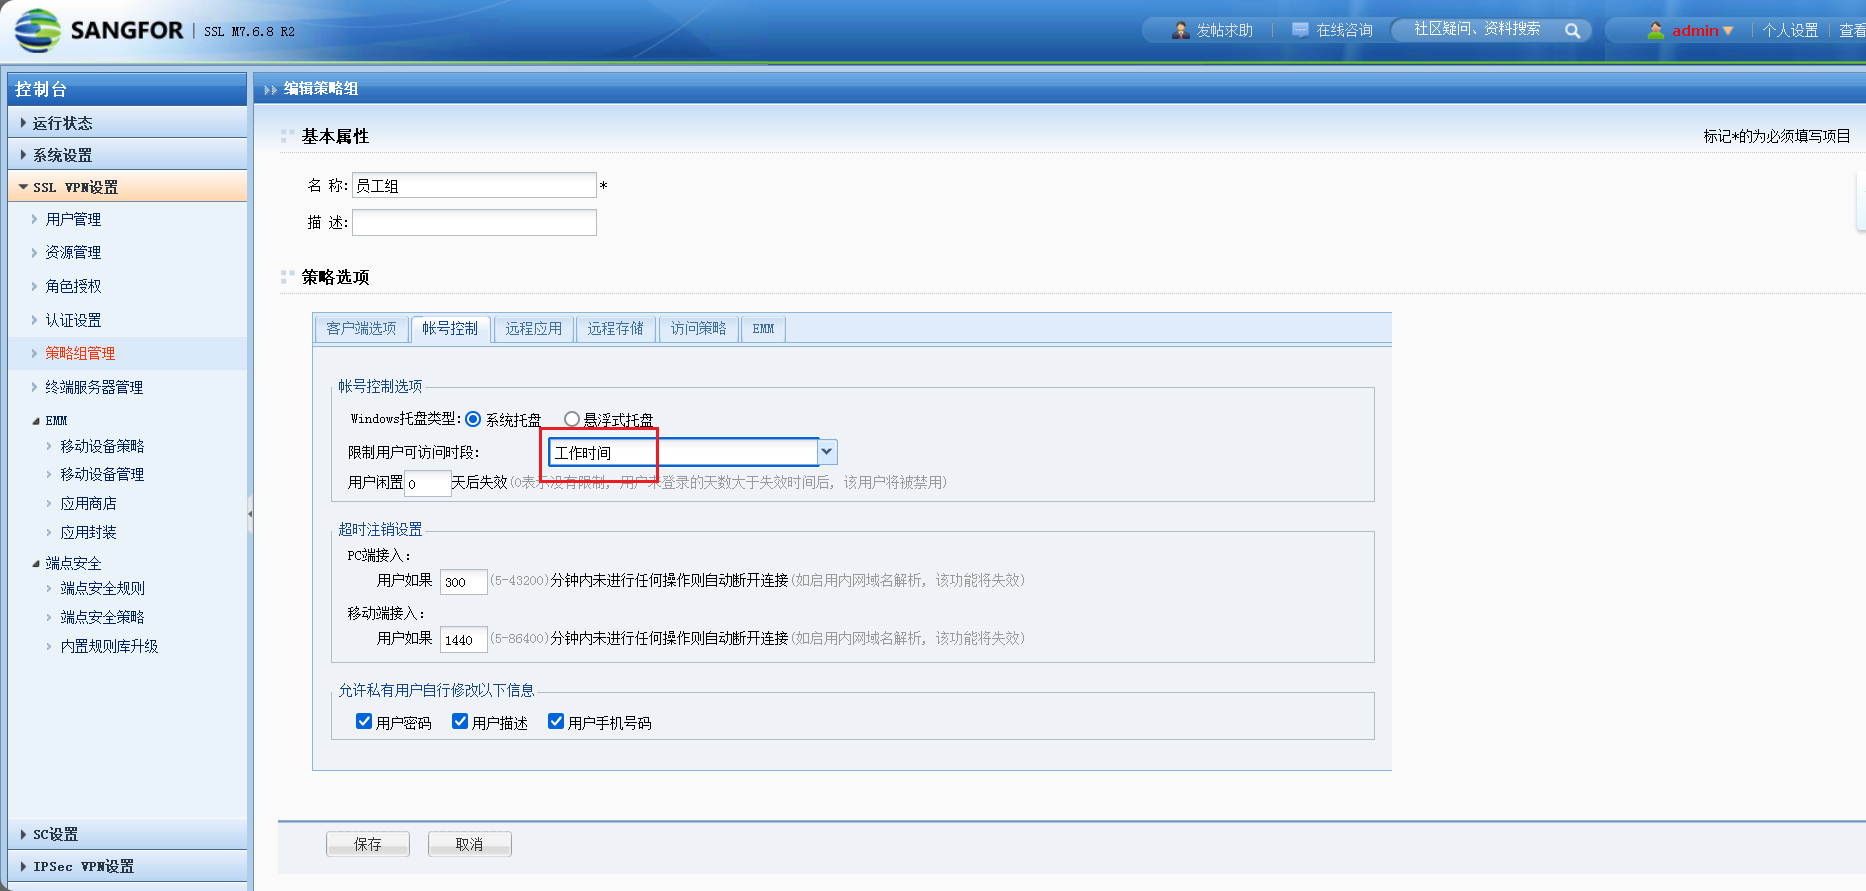 SANGFOR SSL M7.6.8 R2
发帖求助 在线咨询 社区疑问、资料搜索 admin 个人设置 查看
控制台
运行状态
系统设置
SSL VPN设置
用户管理
资源管理
角色授权
认证设置
策略组管理
终端服务器管理
EMM
移动设备策略
移动设备管理
应用商店
应用封装
端点安全
端点安全规则
端点安全策略
内置规则库升级
SC设置
IPSec VPN设置
编辑策略组
基本属性 标记*的为必须填写项目
名 称: 员工组 *
描 述:
策略选项
客户端选项 帐号控制 远程应用 远程存储 访问策略 EMM
帐号控制选项
Windows托盘类型: 系统托盘 悬浮式托盘
限制用户可访问时段: 工作时间
用户闲置 0 天后失效(0表示没有限制，用户未登录的天数大于失效时间后，该用户将被禁用)
超时注销设置
PC端接入:
用户如果 300 (5-43200)分钟内未进行任何操作则自动断开连接(如启用内网域名解析，该功能将失效)
移动端接入:
用户如果 1440 (5-86400)分钟内未进行任何操作则自动断开连接(如启用内网域名解析，该功能将失效)
允许私有用户自行修改以下信息
用户密码 用户描述 用户手机号码
保存 取消